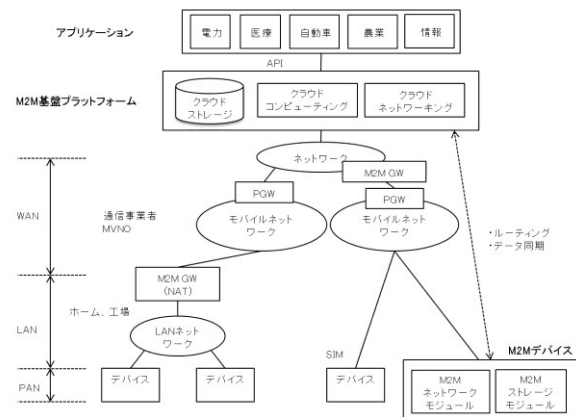 アプリケーション
電力 医療 自動車 農業 情報
API
M2M基盤プラットフォーム
クラウド
ストレージ
クラウド
コンピューティング
クラウド
ネットワーキング
ネットワーク
M2M GW
PGW
PGW
WAN
通信事業者
MVNO
モバイルネット
ワーク
モバイルネット
ワーク
・ルーティング
・データ同期
M2M GW
(NAT)
LAN
ホーム、工場
LANネット
ワーク
SIM
M2Mデバイス
PAN
デバイス
デバイス
デバイス
M2M
ネットワーク
モジュール
M2M
ストレージ
モジュール